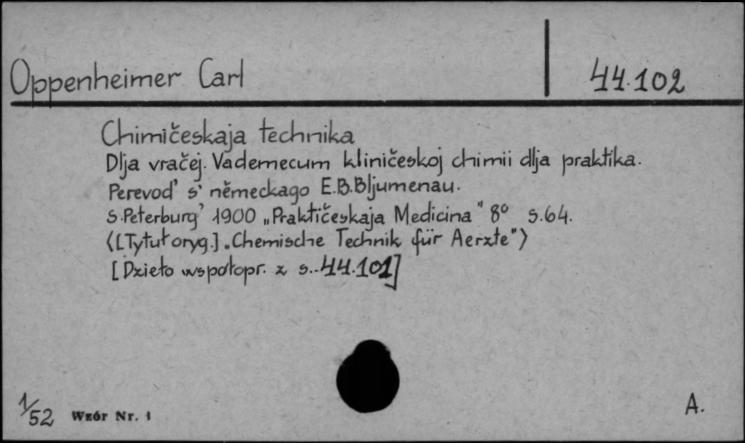 Oppenheimer Carl
44.102
Chimičeskaja technika
Dlja vračej. Vademecum kliničeskoj chimii dlja praktika.
Perevod' s' německago E.B.Bljumenau.
S.Peterburg' 1900 „Praktičeskaja Medicina" 8° s.64.
⟨[Tytuł oryg.] „Chemische Technik für Aerzte"⟩
[Dzieło współopr. z s..44.101]
1/52 Wzór Nr. 1
A.